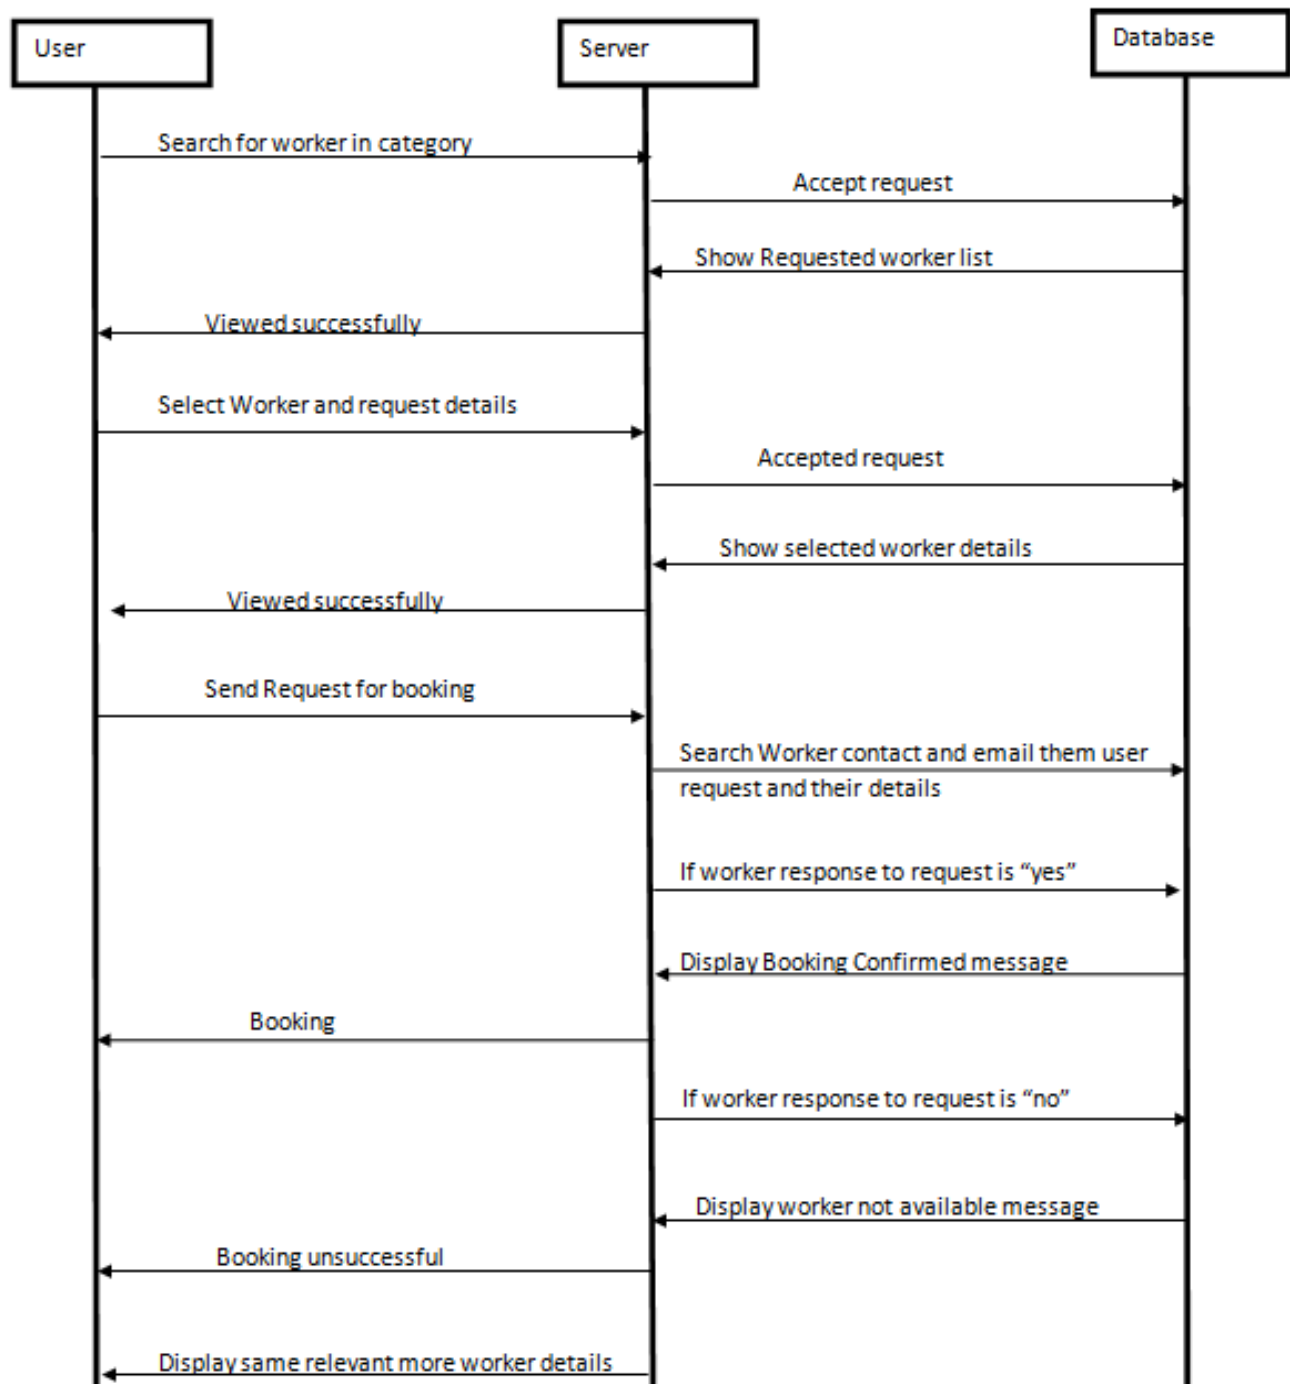 User
Server
Database
Search for worker in category
Accept request
Show Requested worker list
Viewed successfully
Select Worker and request details
Accepted request
Show selected worker details
Viewed successfully
Send Request for booking
Search Worker contact and email them user
request and their details
If worker response to request is “yes”
Display Booking Confirmed message
Booking
If worker response to request is “no”
Display worker not available message
Booking unsuccessful
Display same relevant more worker details